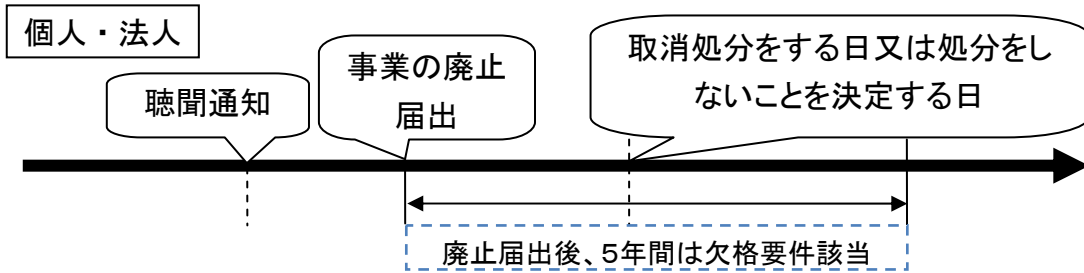 個人・法人
聴聞通知
事業の廃止
届出
取消処分をする日又は処分をし
ないことを決定する日
廃止届出後、5年間は欠格要件該当